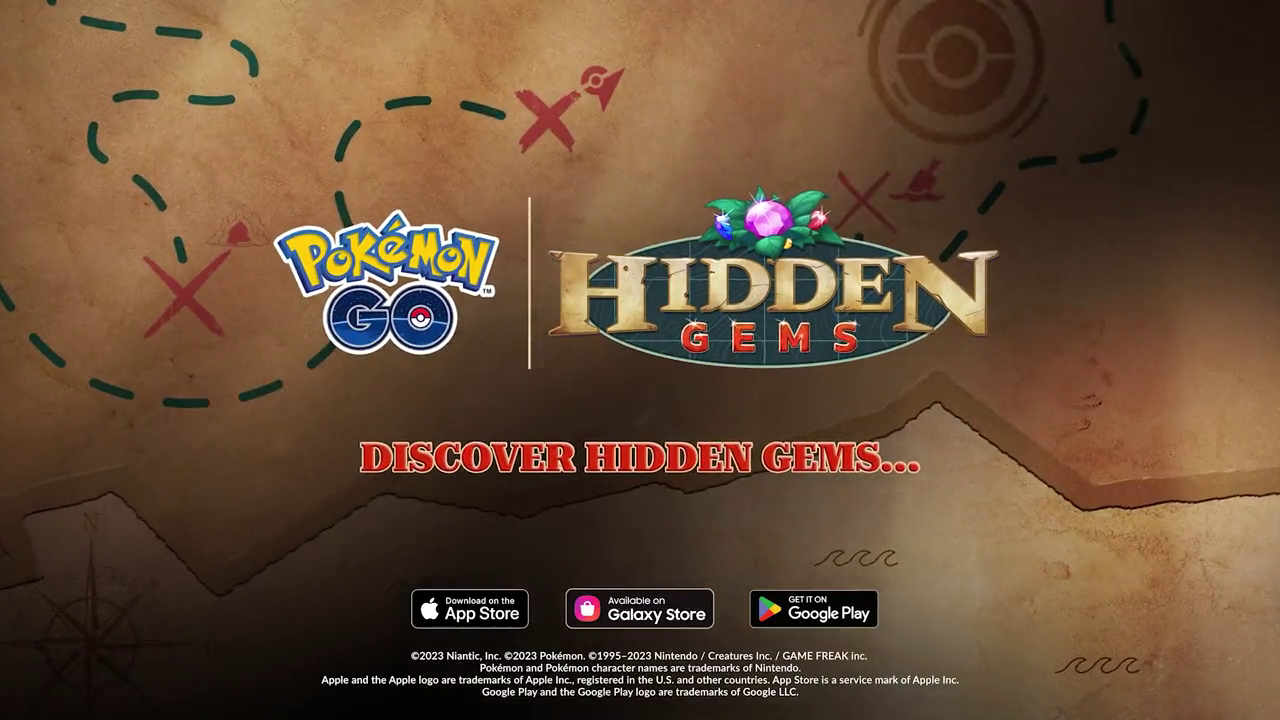 POKéMON
GO
TM
HIDDEN
GEMS
DISCOVER HIDDEN GEMS...
N
Download on the
App Store
Available on
Galaxy Store
GET IT ON
Google Play
©2023 Niantic, Inc. ©2023 Pokémon. ©1995–2023 Nintendo / Creatures Inc. / GAME FREAK inc.
Pokémon and Pokémon character names are trademarks of Nintendo.
Apple and the Apple logo are trademarks of Apple Inc., registered in the U.S. and other countries. App Store is a service mark of Apple Inc.
Google Play and the Google Play logo are trademarks of Google LLC.